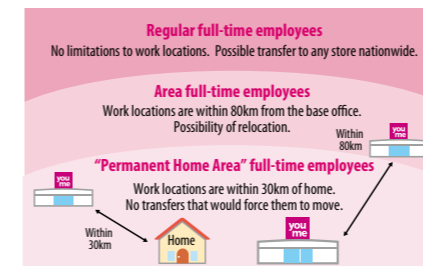 Regular full-time employees
No limitations to work locations. Possible transfer to any store nationwide.
Area full-time employees
Work locations are within 80km from the base office.
Possibility of relocation.
Within
80km
you
me
"Permanent Home Area" full-time employees
you
me
Work locations are within 30km of home.
No transfers that would force them to move.
Within
30km
Home
you
me